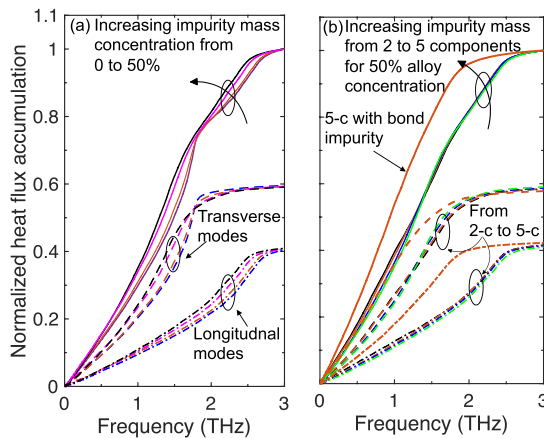 (a) Increasing impurity mass
concentration from
0 to 50%
Transverse
modes
Longitudnal
modes
Normalized heat flux accumulation
1.1
1
0.8
0.6
0.4
0.2
0
0
1
2
3
Frequency (THz)
(b) Increasing impurity mass
from 2 to 5 components
for 50% alloy
concentration
5-c with bond
impurity
From
2-c to 5-c
0
1
2
3
Frequency (THz)